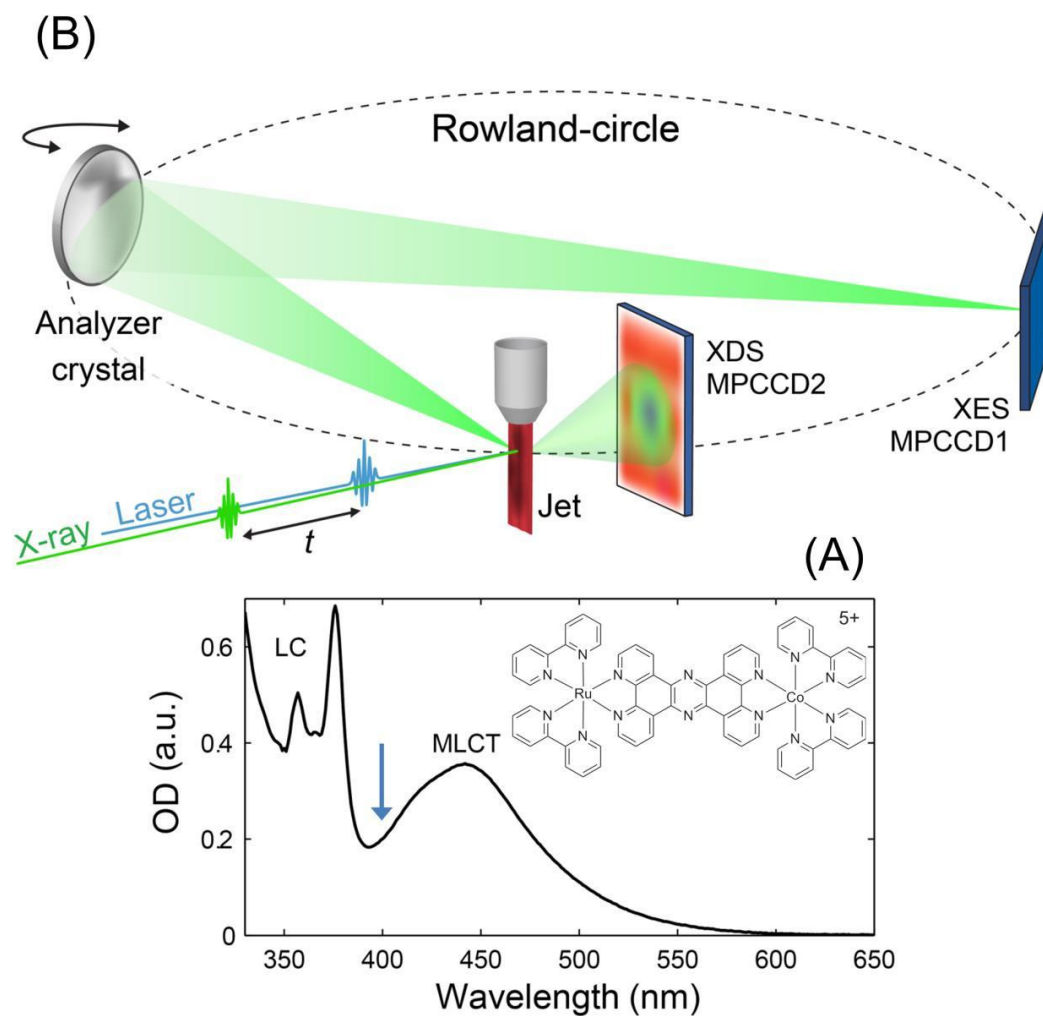 (B)
Rowland-circle
Analyzer
crystal
XDS
MPCCD2
XES
MPCCD1
Laser
X-ray
t
Jet
(A)
0.6
0.4
0.2
0
OD (a.u.)
LC
MLCT
5+
N
N
N
N
Ru
N
N
N
N
N
N
Co
N
N
N
N
350
400
450
500
550
600
650
Wavelength (nm)